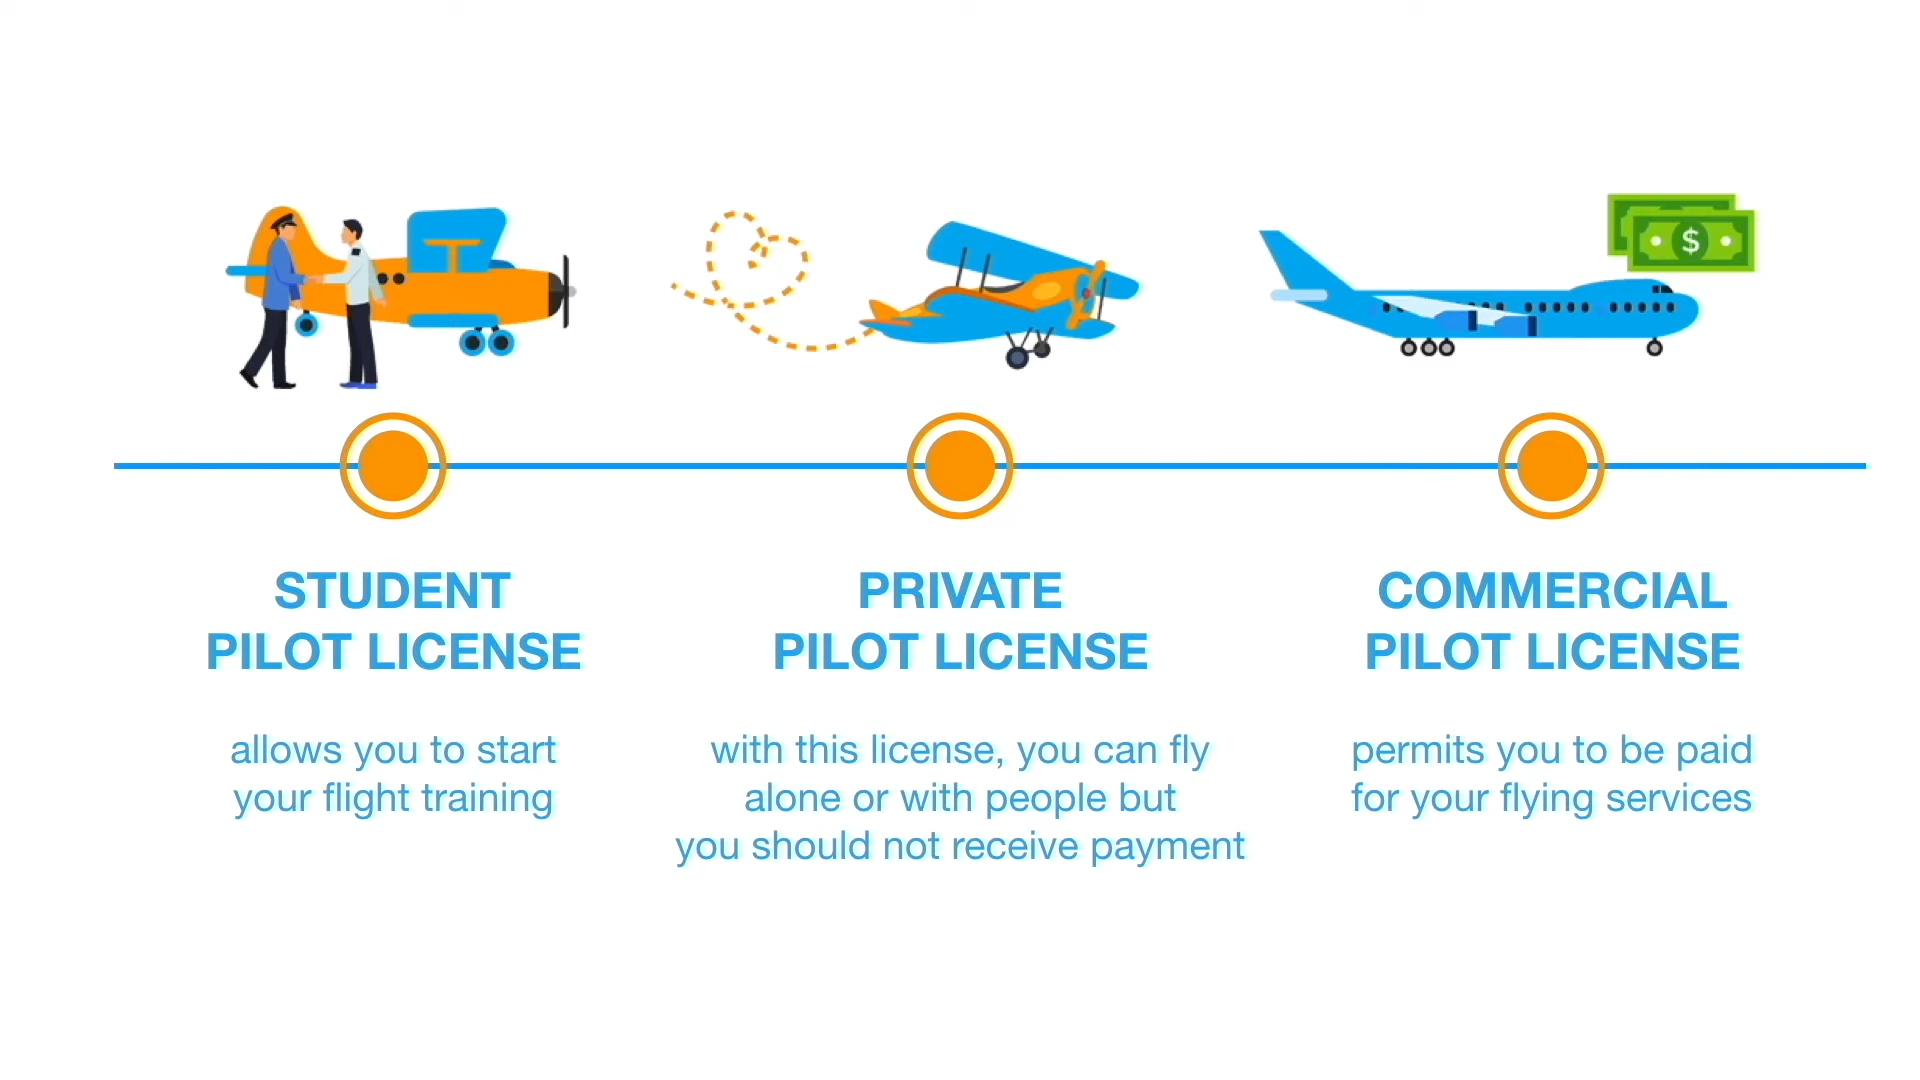 $
STUDENT
PILOT LICENSE
allows you to start
your flight training
PRIVATE
PILOT LICENSE
with this license, you can fly
alone or with people but
you should not receive payment
COMMERCIAL
PILOT LICENSE
permits you to be paid
for your flying services